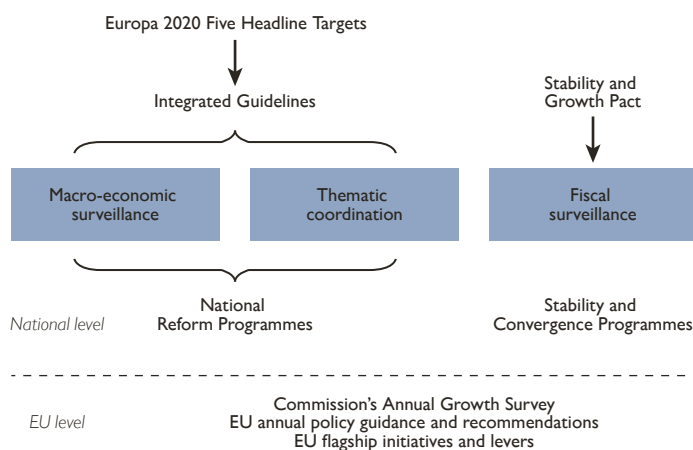 Europa 2020 Five Headline Targets
Integrated Guidelines
Stability and
Growth Pact
Macro-economic
surveillance
Thematic
coordination
Fiscal
surveillance
National level
National
Reform Programmes
Stability and
Convergence Programmes
EU level
Commission's Annual Growth Survey
EU annual policy guidance and recommendations
EU flagship initiatives and levers